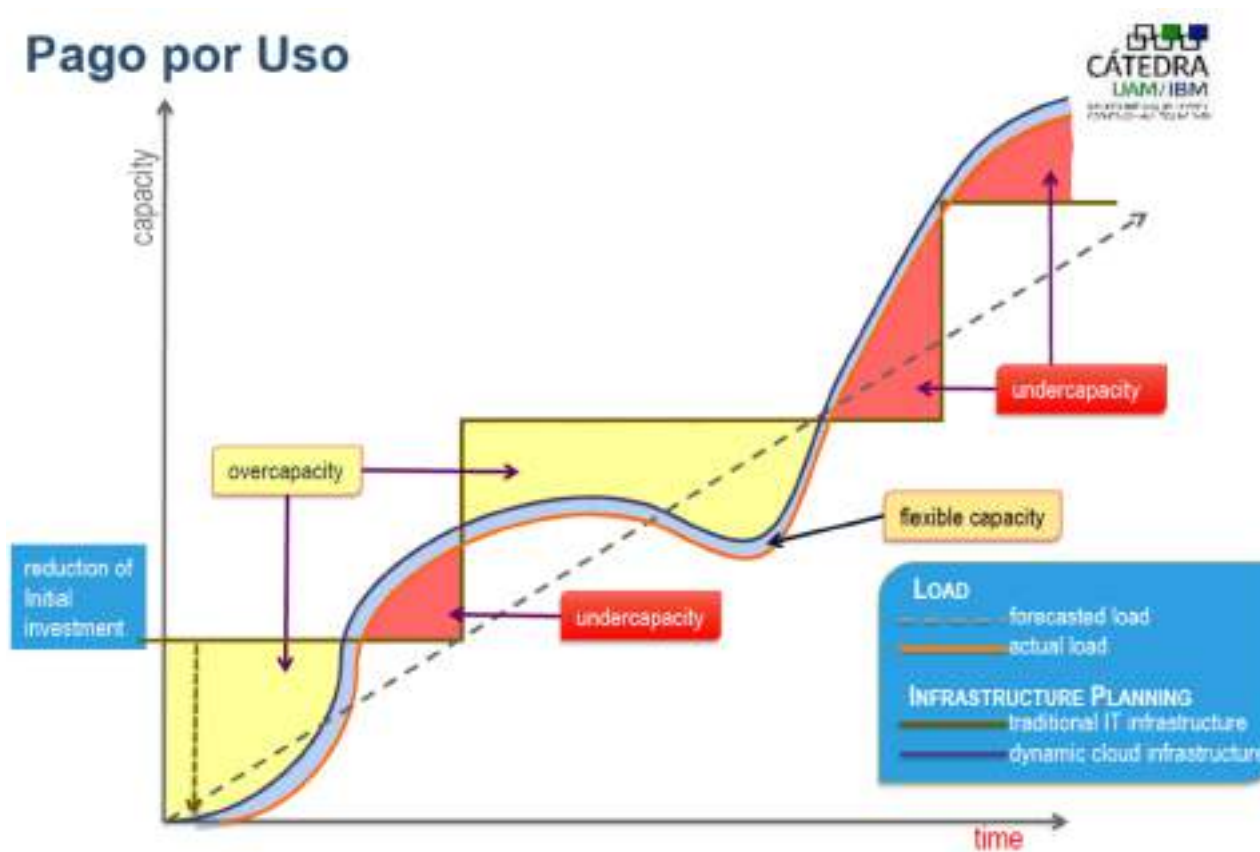 Pago por Uso
CÁTEDRA
UAM/IBM
capacity
undercapacity
overcapacity
flexible capacity
reduction of
Initial
investment
undercapacity
LOAD
forecasted load
actual load
INFRASTRUCTURE PLANNING
traditional IT infrastructure
dynamic cloud infrastructure
time